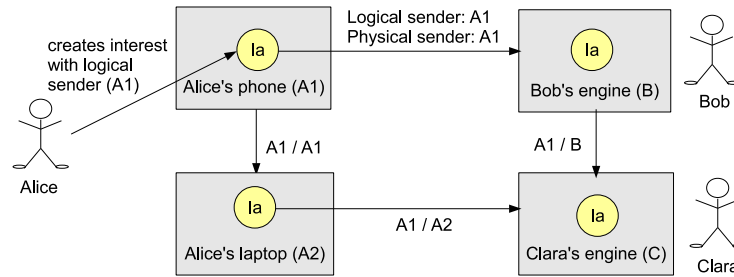 Logical sender: A1
Physical sender: A1
creates interest
with logical
sender (A1)
Ia
Alice's phone (A1)
Ia
Bob's engine (B)
Bob
Alice
A1 / A1
A1 / B
Ia
Alice's laptop (A2)
A1 / A2
Ia
Clara's engine (C)
Clara